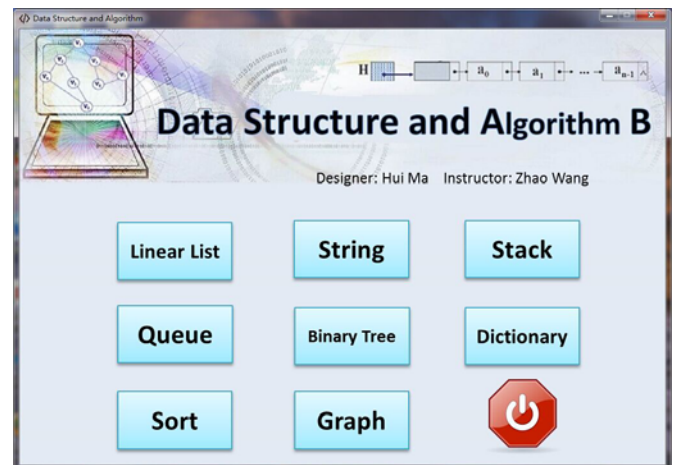 Data Structure and Algorithm
H a0 a1 ... an-1 ∧
Data Structure and Algorithm B
Designer: Hui Ma Instructor: Zhao Wang
Linear List String Stack
Queue Binary Tree Dictionary
Sort Graph